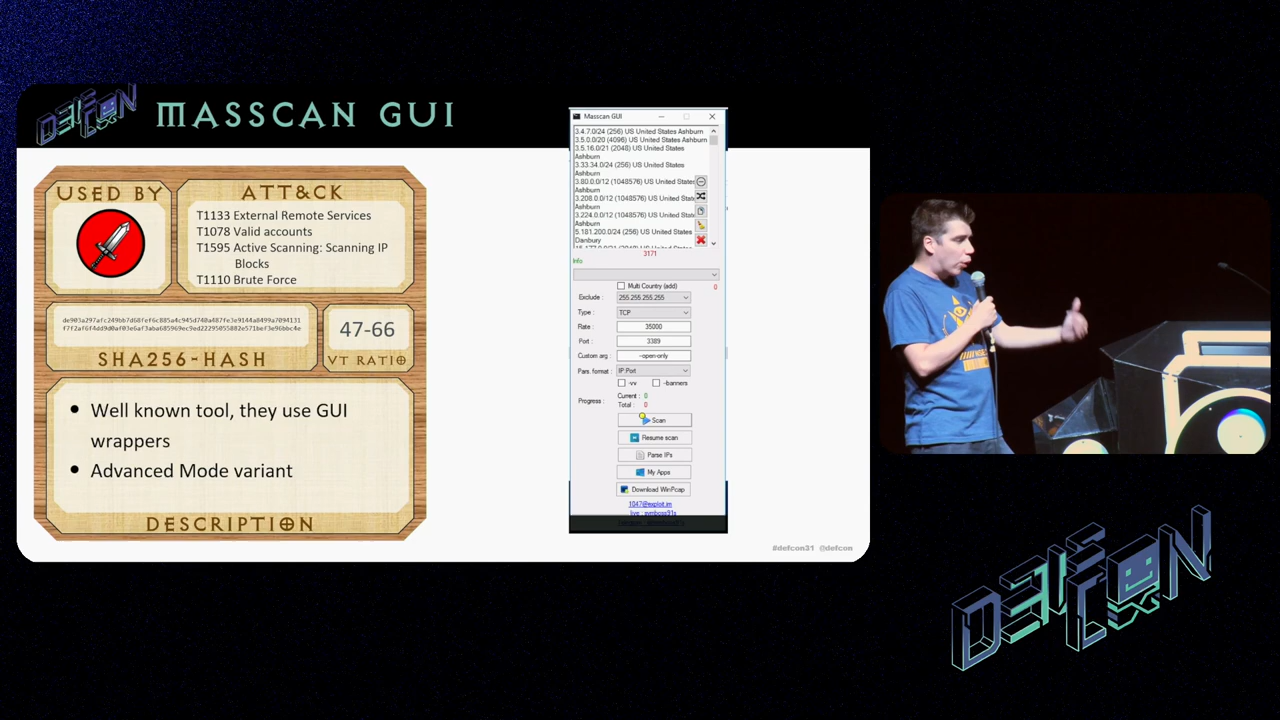 DEF CON
MASSCAN GUI
USED BY
ATT&CK
T1133 External Remote Services
T1078 Valid accounts
T1595 Active Scanning: Scanning IP
Blocks
T1110 Brute Force
SHA256-HASH
47-66
VT RATIO
• Well known tool, they use GUI
wrappers
• Advanced Mode variant
DESCRIPTION
Masscan GUI
3.4.7.0/24 (256) US United States Ashburn
3.5.0.0/20 (4096) US United States Ashburn
3.5.16.0/21 (2048) US United States
Ashburn
3.33.34.0/24 (256) US United States
Ashburn
3.80.0.0/12 (1048576) US United States
Ashburn
3.208.0.0/12 (1048576) US United States
Ashburn
3.224.0.0/12 (1048576) US United States
Ashburn
5.181.200.0/24 (256) US United States
Danbury
3171
Info
Multi Country (add)
0
Exclude : 255.255.255.255
Type : TCP
Rate : 35000
Port : 3389
Custom arg : --open-only
Pars. format : IP:Port
-vv --banners
Progress : Current : 0
Total : 0
Scan
Resume scan
Parse IPs
My Apps
Download WinPcap
1047@exploit.im
#defcon31 @defcon
DEF CON